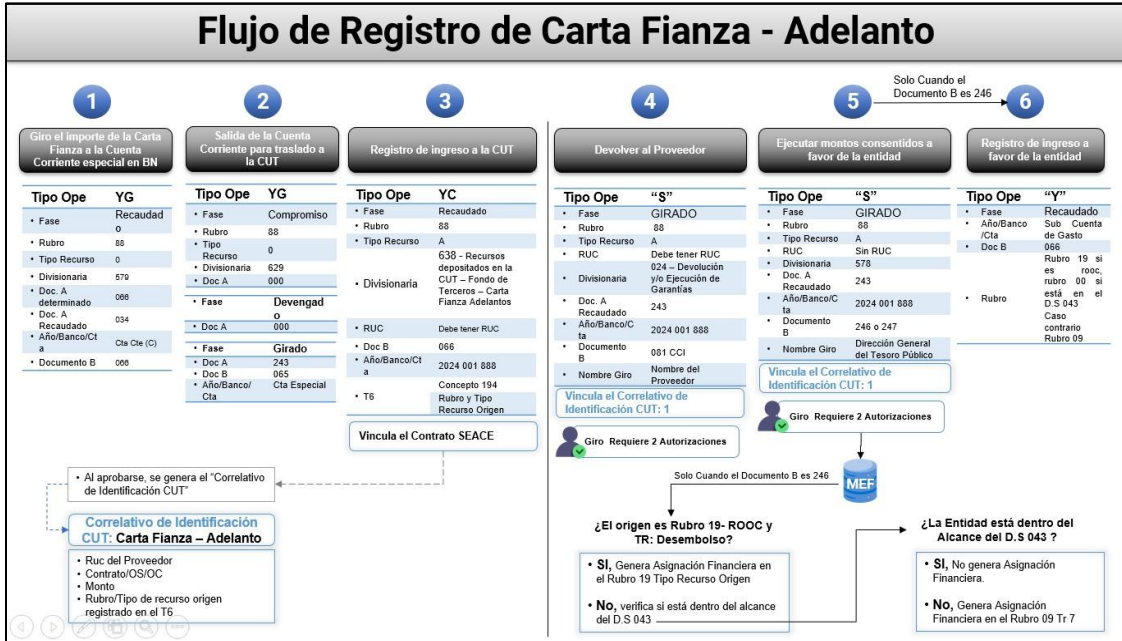 Flujo de Registro de Carta Fianza - Adelanto
Solo Cuando el
Documento B es 246
1
2
3
4
5
6
Giro el importe de la Carta
Fianza a la Cuenta
Corriente especial en BN
Tipo Ope YG
• Fase Recaudad
o
• Rubro 88
• Tipo Recurso 0
• Divisionaria 579
• Doc. A
determinado 066
• Doc. A
Recaudado 034
• Año/Banco/Ct
a Cta Cte (C)
• Documento B 066
Salida de la Cuenta
Corriente para traslado a
la CUT
Tipo Ope YG
• Fase Compromiso
• Rubro 88
• Tipo
Recurso 0
• Divisionaria 629
• Doc A 000
• Fase Devengad
o
• Doc A 000
• Fase Girado
• Doc A 243
• Doc B 065
• Año/Banco/
Cta Cta Especial
Registro de ingreso a la CUT
Tipo Ope YC
• Fase Recaudado
• Rubro 88
• Tipo Recurso A
• Divisionaria 638 - Recursos
depositados en la
CUT – Fondo de
Terceros – Carta
Fianza Adelantos
• RUC Debe tener RUC
• Doc B 066
• Año/Banco/Ct
a 2024 001 888
• T6 Concepto 194
Rubro y Tipo
Recurso Origen
Vincula el Contrato SEACE
• Al aprobarse, se genera el "Correlativo
de Identificación CUT"
Correlativo de Identificación
CUT: Carta Fianza – Adelanto
• Ruc del Proveedor
• Contrato/OS/OC
• Monto
• Rubro/Tipo de recurso origen
registrado en el T6
Devolver al Proveedor
Tipo Ope "S"
• Fase GIRADO
• Rubro 88
• Tipo Recurso A
• RUC Debe tener RUC
• Divisionaria 024 – Devolución
y/o Ejecución de
Garantías
• Doc. A
Recaudado 243
• Año/Banco/C
ta 2024 001 888
• Documento
B 081 CCI
• Nombre Giro Nombre del
Proveedor
Vincula el Correlativo de
Identificación CUT: 1
Giro Requiere 2 Autorizaciones
Ejecutar montos consentidos a
favor de la entidad
Tipo Ope "S"
• Fase GIRADO
• Rubro 88
• Tipo Recurso A
• RUC Sin RUC
• Divisionaria 578
• Doc. A
Recaudado 243
• Año/Banco/C
ta 2024 001 888
• Documento
B 246 o 247
• Nombre Giro Dirección General
del Tesoro Público
Vincula el Correlativo de
Identificación CUT: 1
Giro Requiere 2 Autorizaciones
Registro de ingreso a
favor de la entidad
Tipo Ope "Y"
• Fase Recaudado
• Año/Banco
/Cta Sub Cuenta
de Gasto
• Doc B 066
• Rubro Rubro 19 si
es rooc,
rubro 00 si
está en el
D.S 043
Caso
contrario
Rubro 09
Solo Cuando el Documento B es 246
MEF
¿El origen es Rubro 19- ROOC y
TR: Desembolso?
• SI, Genera Asignación Financiera en
el Rubro 19 Tipo Recurso Origen
• No, verifica si está dentro del alcance
del D.S 043
¿La Entidad está dentro del
Alcance del D.S 043 ?
• SI, No genera Asignación
Financiera.
• No, Genera Asignación
Financiera en el Rubro 09 Tr 7